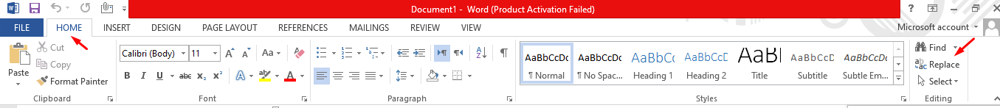 Document1 - Word (Product Activation Failed)
FILE HOME INSERT DESIGN PAGE LAYOUT REFERENCES MAILINGS REVIEW VIEW Microsoft account
Paste
Cut
Copy
Format Painter
Clipboard
Calibri (Body) 11 A A Aa
B I U abc X₂ X² A ab A
Font
A Z ¶
Paragraph
AaBbCcDc AaBbCcDc AaBbCc AaBbCcD AaB AaBbCcD AaBbCcDc
¶ Normal ¶ No Spac... Heading 1 Heading 2 Title Subtitle Subtle Em...
Styles
Find
Replace
Select
Editing